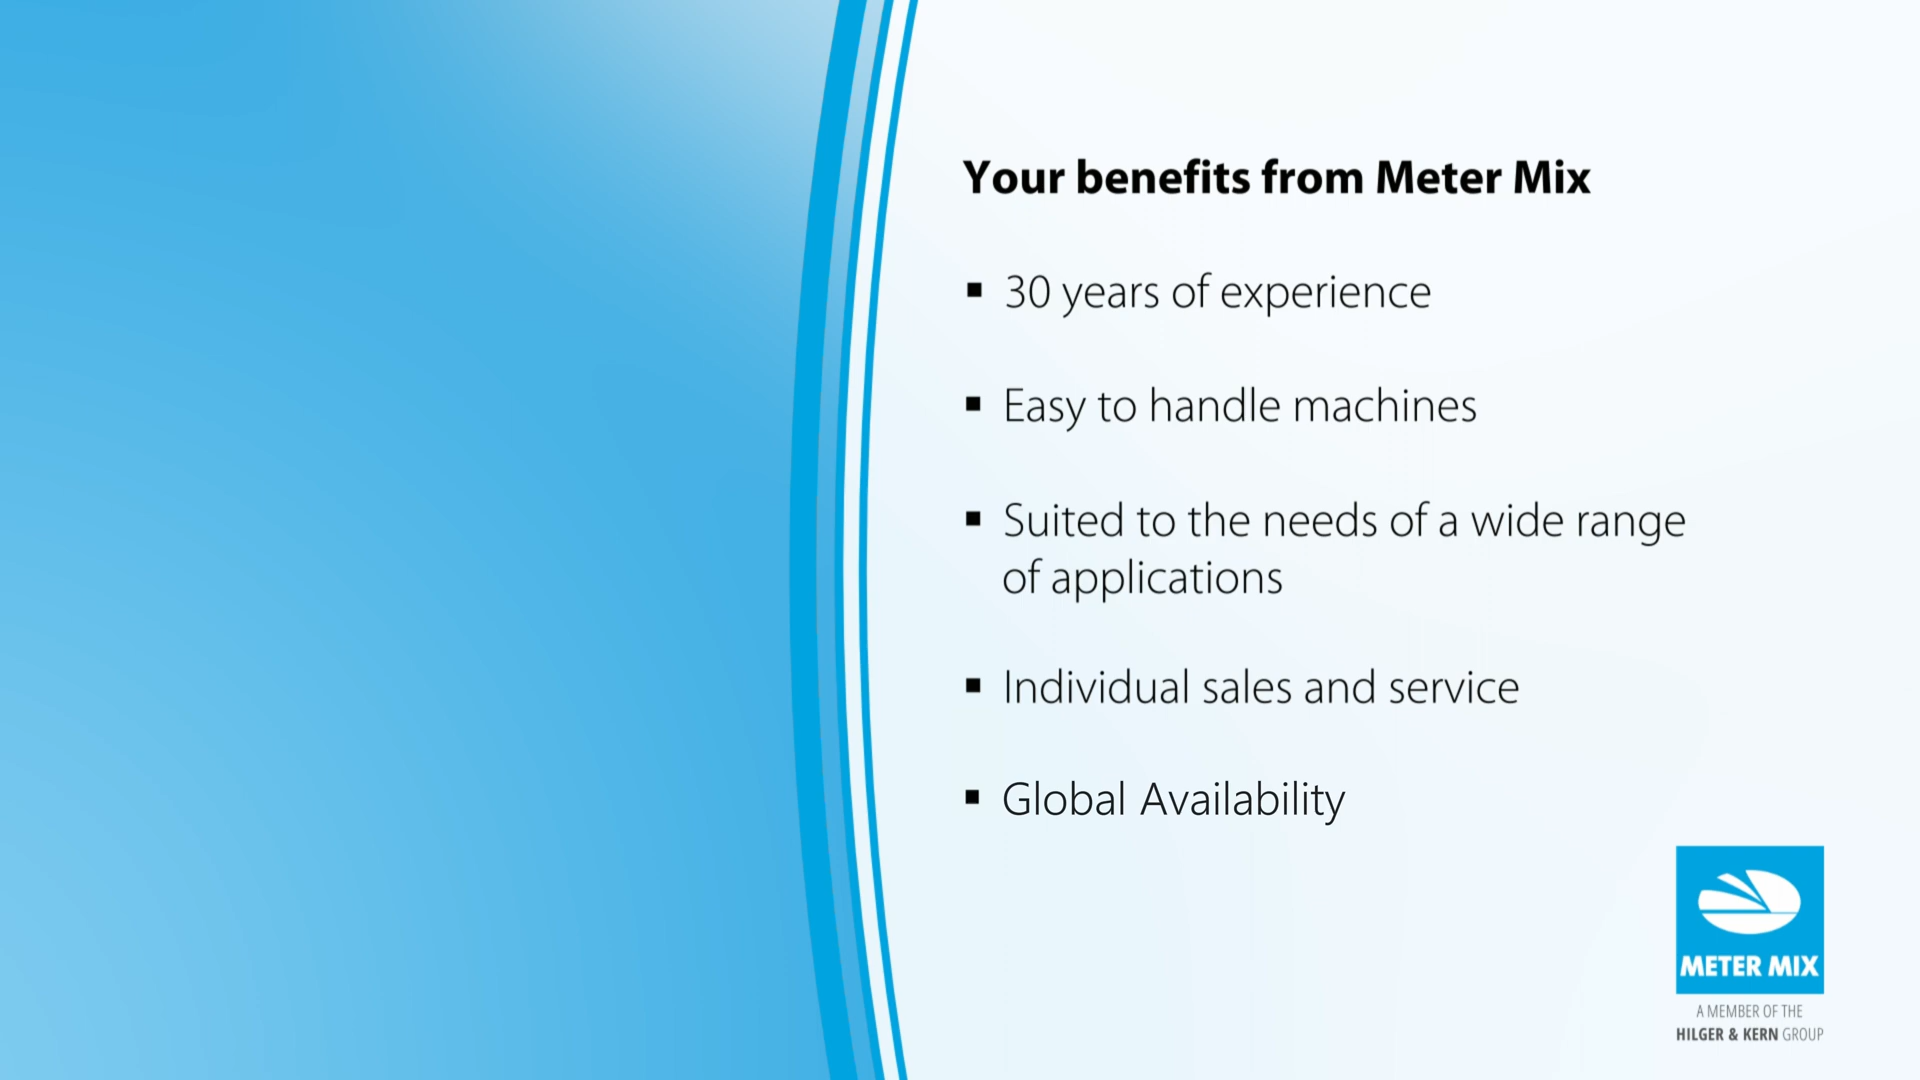 Your benefits from Meter Mix
▪ 30 years of experience
▪ Easy to handle machines
▪ Suited to the needs of a wide range
of applications
▪ Individual sales and service
▪ Global Availability
METER MIX
A MEMBER OF THE
HILGER & KERN GROUP